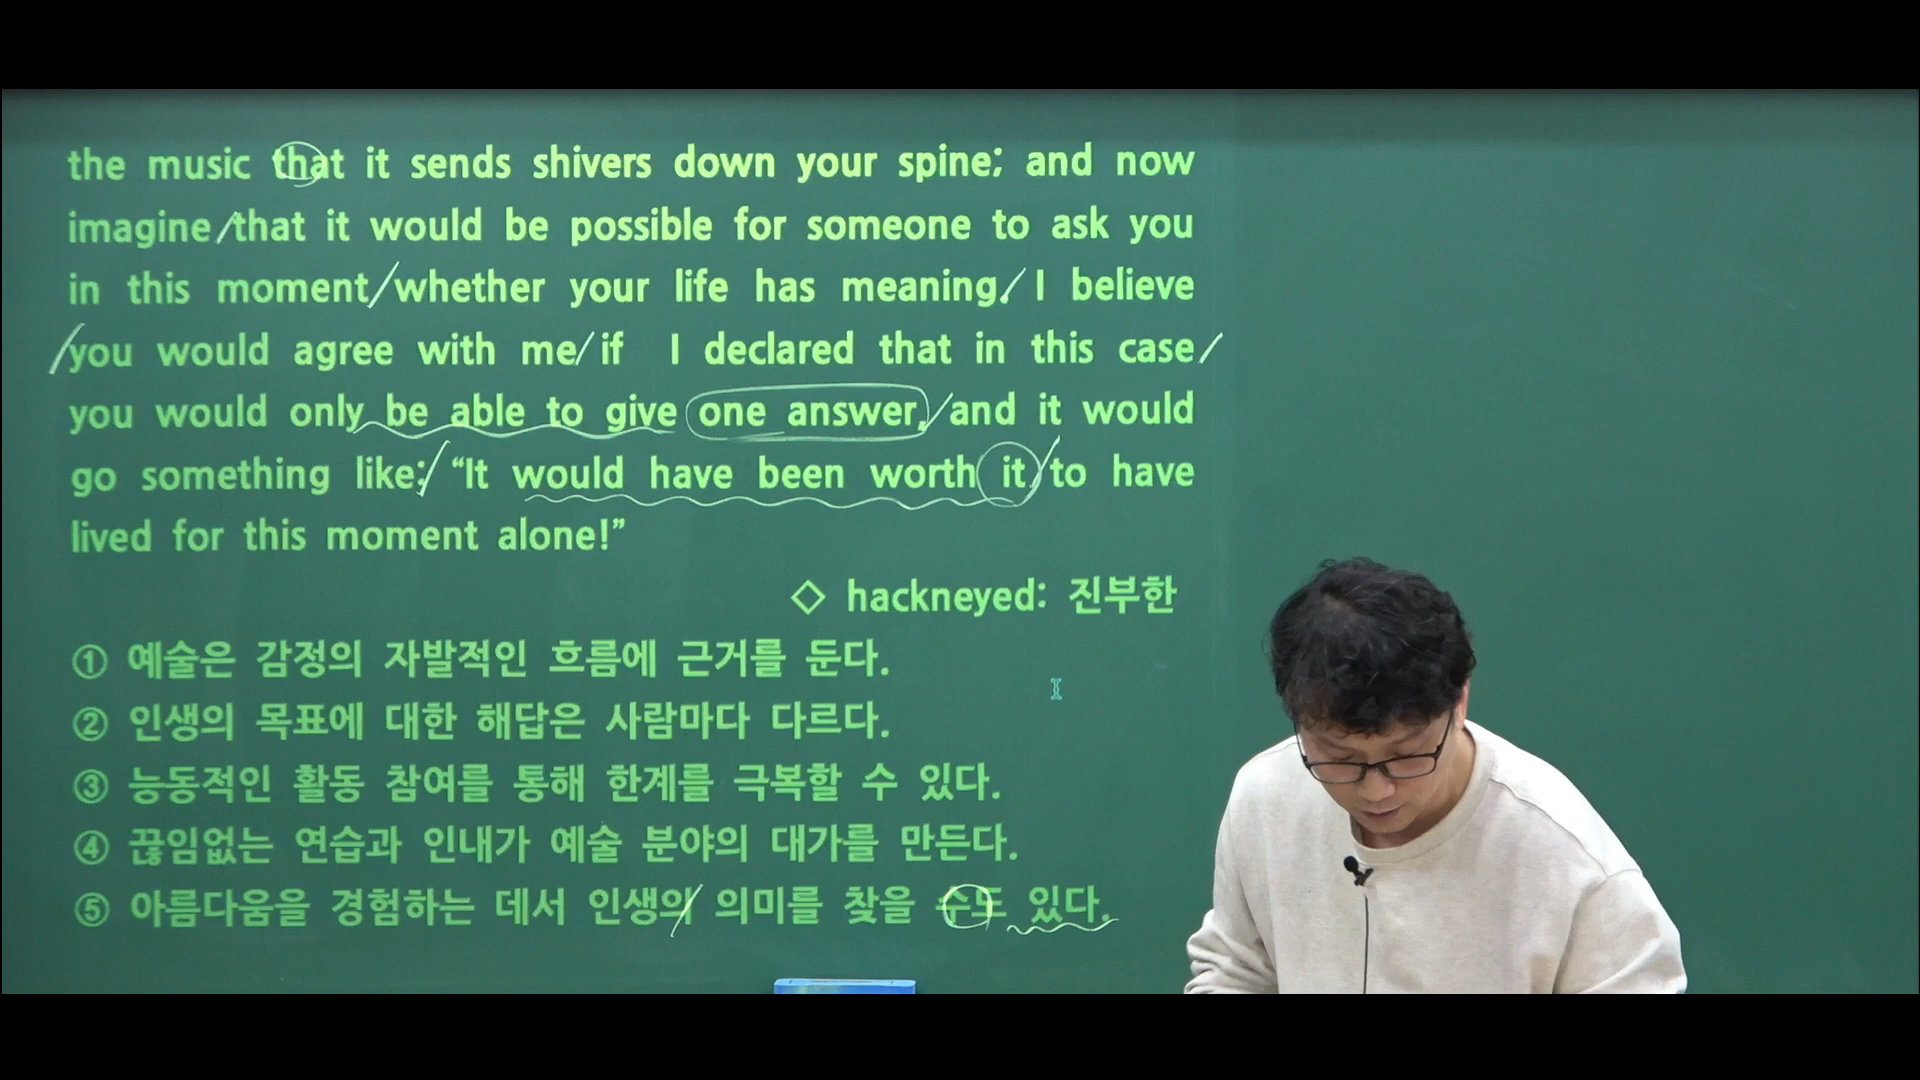 the music that it sends shivers down your spine; and now
imagine that it would be possible for someone to ask you
in this moment whether your life has meaning. I believe
you would agree with me if I declared that in this case
you would only be able to give one answer, and it would
go something like: “It would have been worth it to have
lived for this moment alone!”
◇ hackneyed: 진부한
① 예술은 감정의 자발적인 흐름에 근거를 둔다.
② 인생의 목표에 대한 해답은 사람마다 다르다.
③ 능동적인 활동 참여를 통해 한계를 극복할 수 있다.
④ 끊임없는 연습과 인내가 예술 분야의 대가를 만든다.
⑤ 아름다움을 경험하는 데서 인생의 의미를 찾을 수도 있다.